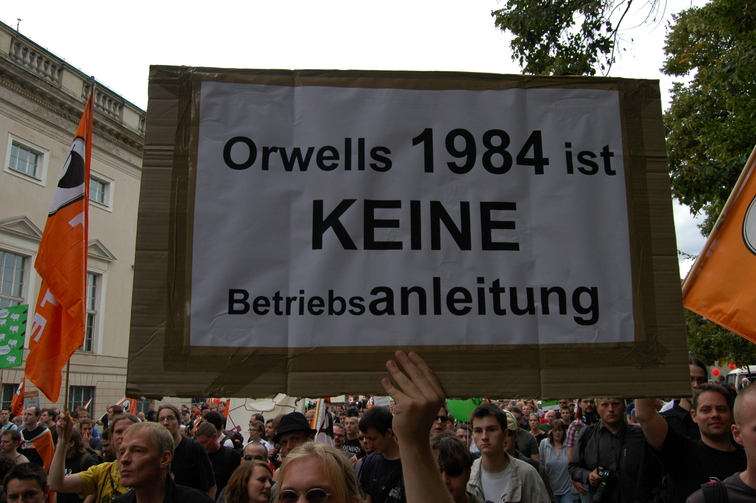 Orwells 1984 ist
KEINE
Betriebsanleitung